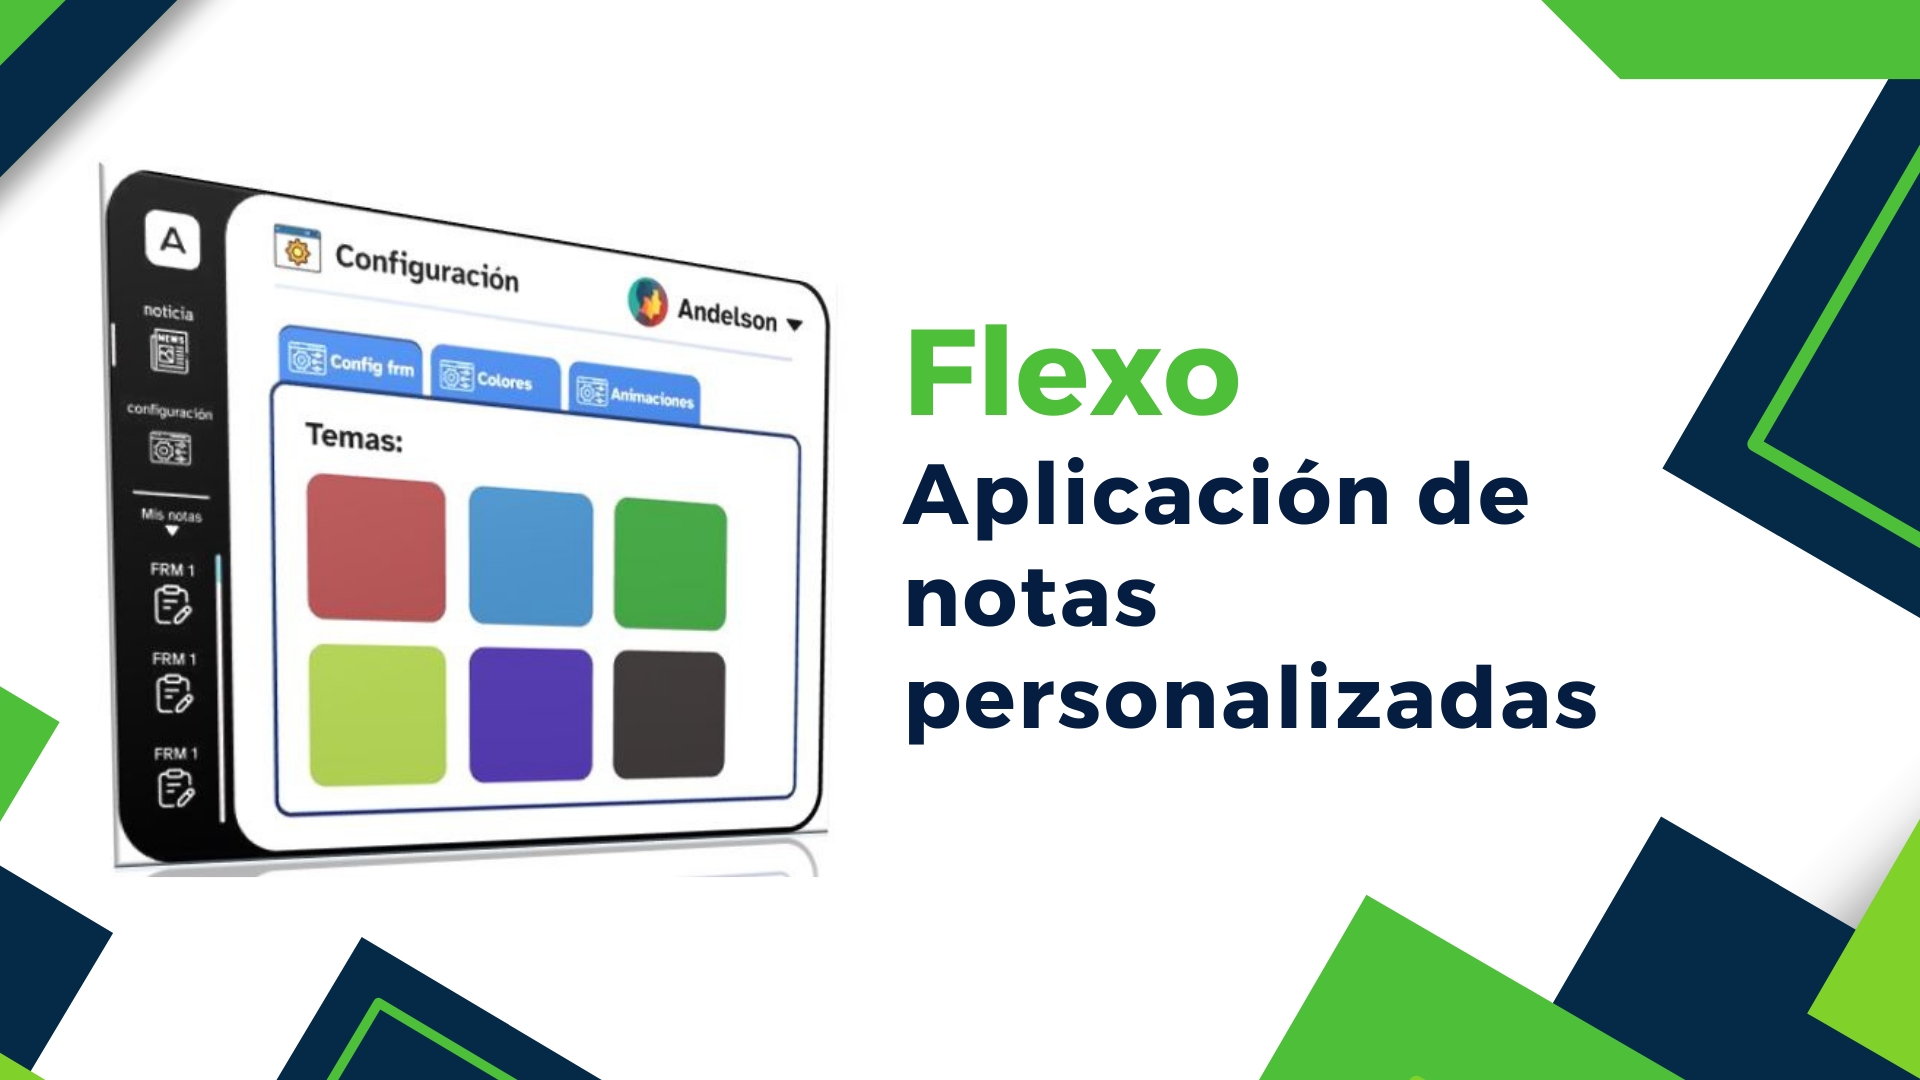 A
noticia
NEWS
configuración
Mis notas
FRM 1
FRM 1
FRM 1
Configuración
Andelson
Config frm
Colores
Animaciones
Temas:
Flexo
Aplicación de
notas
personalizadas